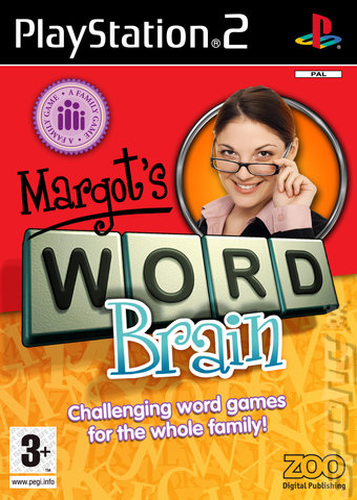 PlayStation®2
PAL
A FAMILY GAME • A FAMILY GAME •
Margot's
WORD
Brain
Challenging word games
for the whole family!
3+
www.pegi.info
ZOO
Digital Publishing